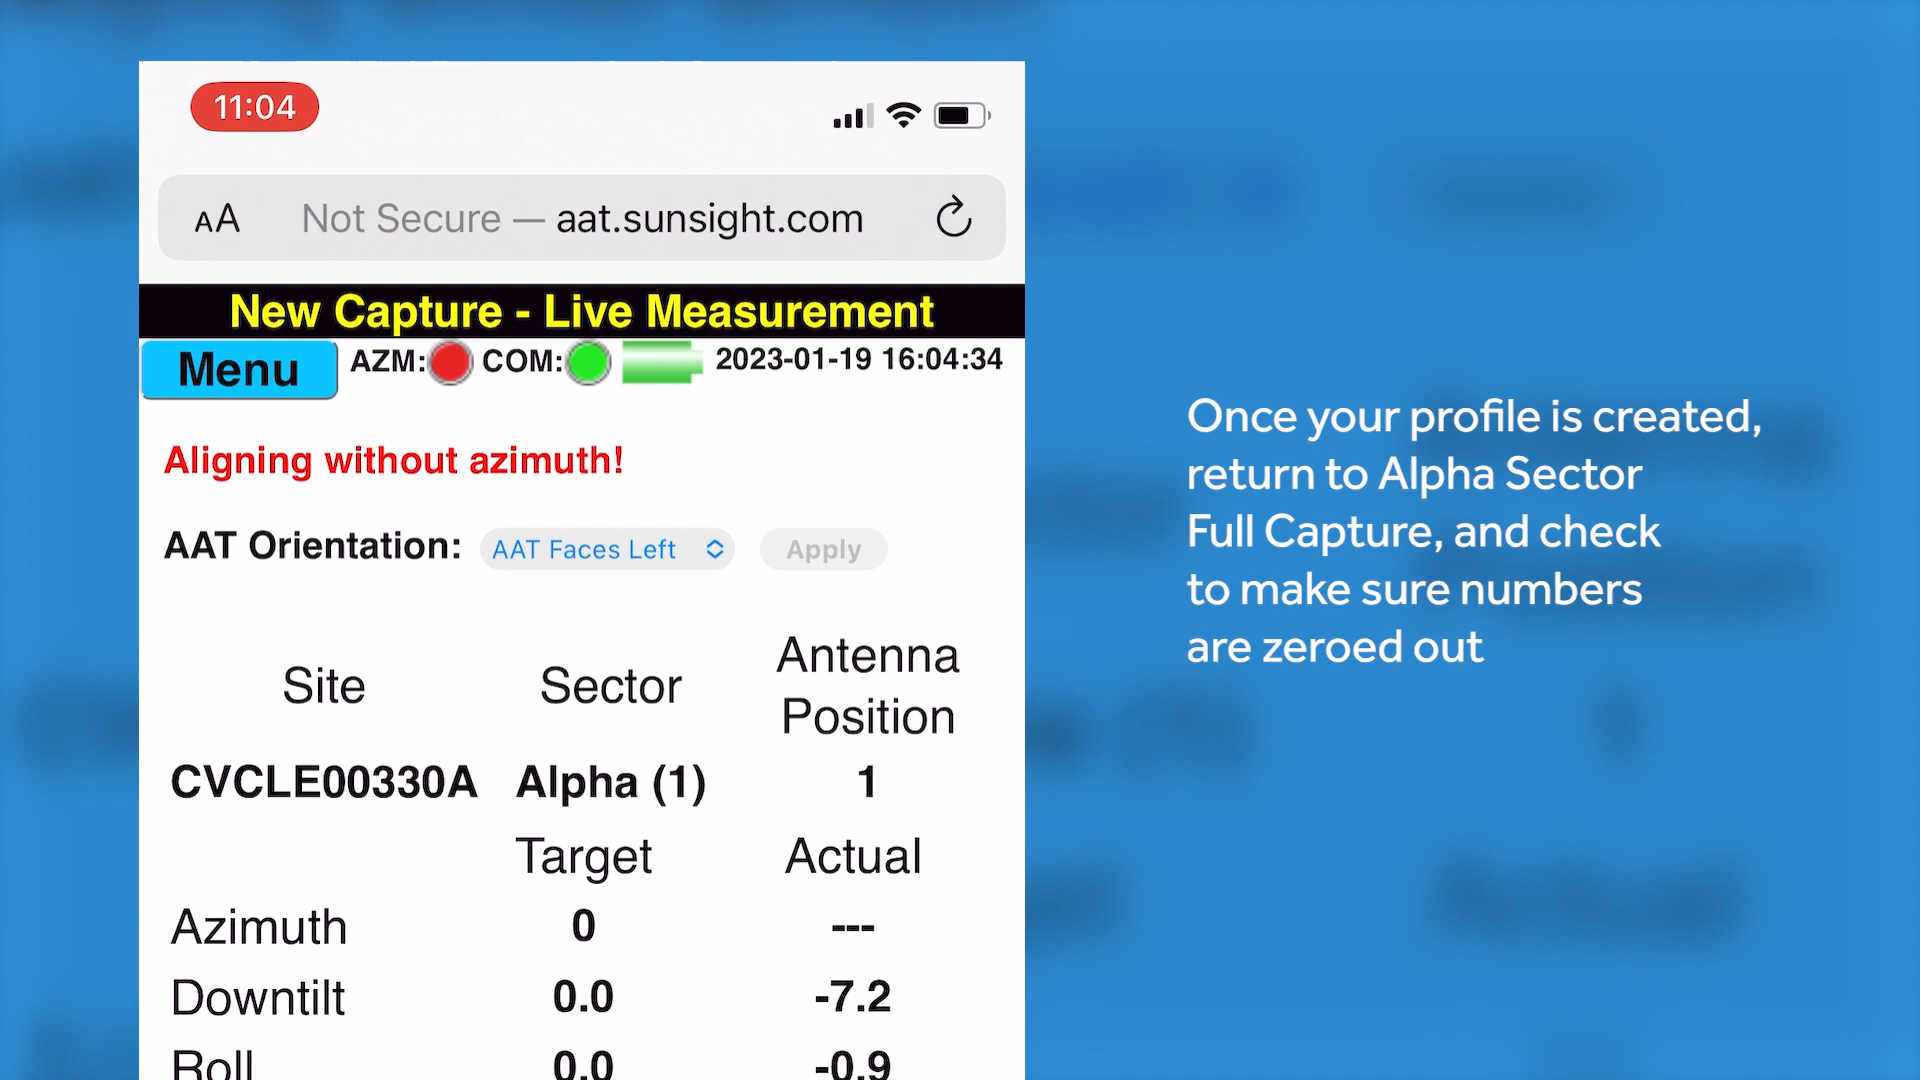 11:04
AA Not Secure — aat.sunsight.com
New Capture - Live Measurement
Menu AZM: COM: 2023-01-19 16:04:34
Aligning without azimuth!
AAT Orientation: AAT Faces Left Apply
Site Sector Antenna Position
CVCLE00330A Alpha (1) 1
Target Actual
Azimuth 0 ---
Downtilt 0.0 -7.2
Roll 0.0 -0.9
Once your profile is created,
return to Alpha Sector
Full Capture, and check
to make sure numbers
are zeroed out